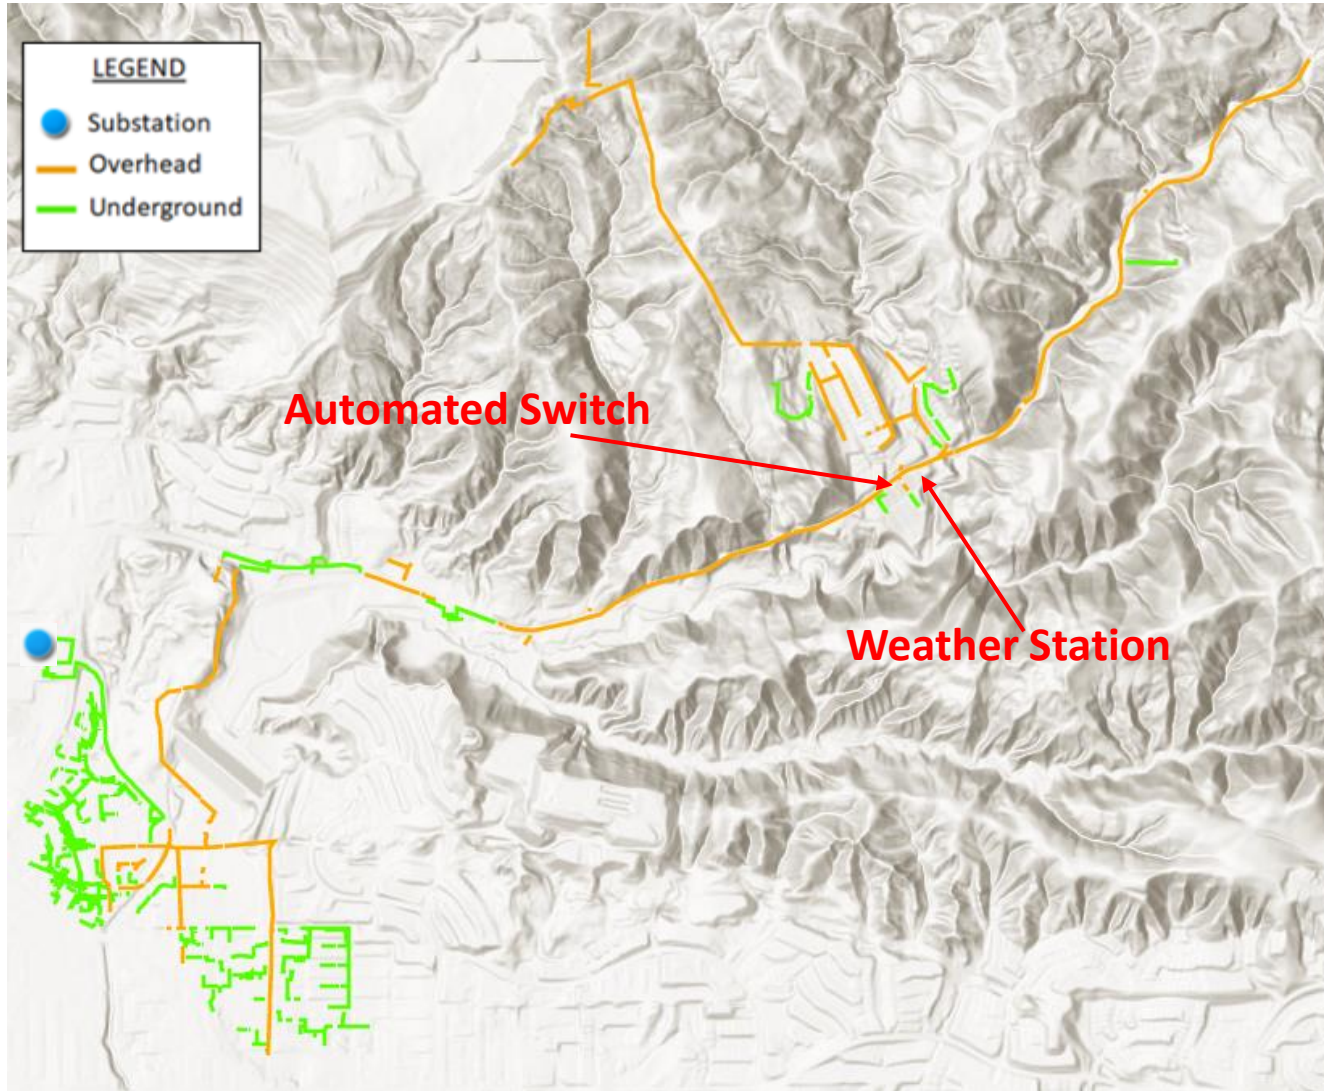 LEGEND
Substation
Overhead
Underground
Automated Switch
Weather Station